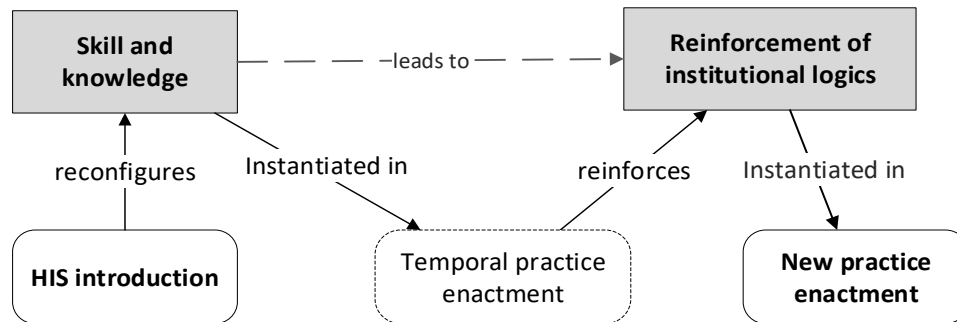 Skill and
knowledge
leads to
Reinforcement of
institutional logics
reconfigures
Instantiated in
reinforces
Instantiated in
HIS introduction
Temporal practice
enactment
New practice
enactment